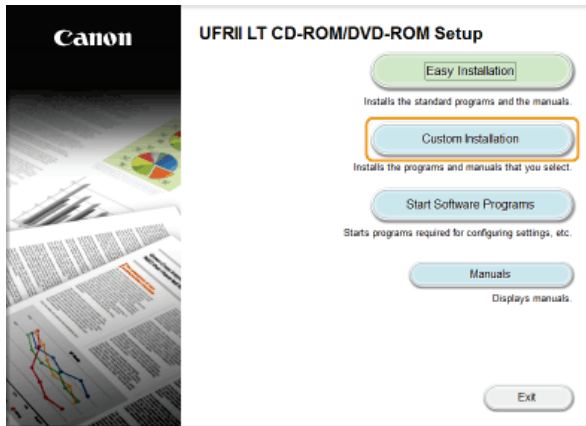 Canon
UFRII LT CD-ROM/DVD-ROM Setup
Easy Installation
Installs the standard programs and the manuals.
Custom Installation
Installs the programs and manuals that you select.
Start Software Programs
Starts programs required for configuring settings, etc.
Manuals
Displays manuals.
Exit